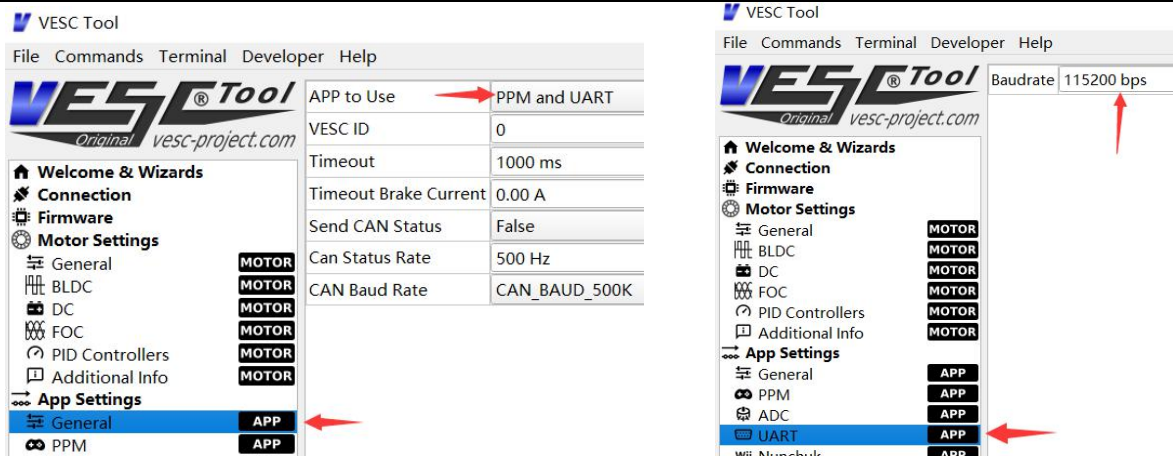 VESC Tool
File Commands Terminal Developer Help
VESC® Tool
Original vesc-project.com
Welcome & Wizards
Connection
Firmware
Motor Settings
General MOTOR
BLDC MOTOR
DC MOTOR
FOC MOTOR
PID Controllers MOTOR
Additional Info MOTOR
App Settings
General APP
PPM APP
APP to Use PPM and UART
VESC ID 0
Timeout 1000 ms
Timeout Brake Current 0.00 A
Send CAN Status False
Can Status Rate 500 Hz
CAN Baud Rate CAN_BAUD_500K
VESC Tool
File Commands Terminal Developer Help
VESC® Tool
Original vesc-project.com
Welcome & Wizards
Connection
Firmware
Motor Settings
General MOTOR
BLDC MOTOR
DC MOTOR
FOC MOTOR
PID Controllers MOTOR
Additional Info MOTOR
App Settings
General APP
PPM APP
ADC APP
UART APP
Wii Nunchuk APP
Baudrate 115200 bps